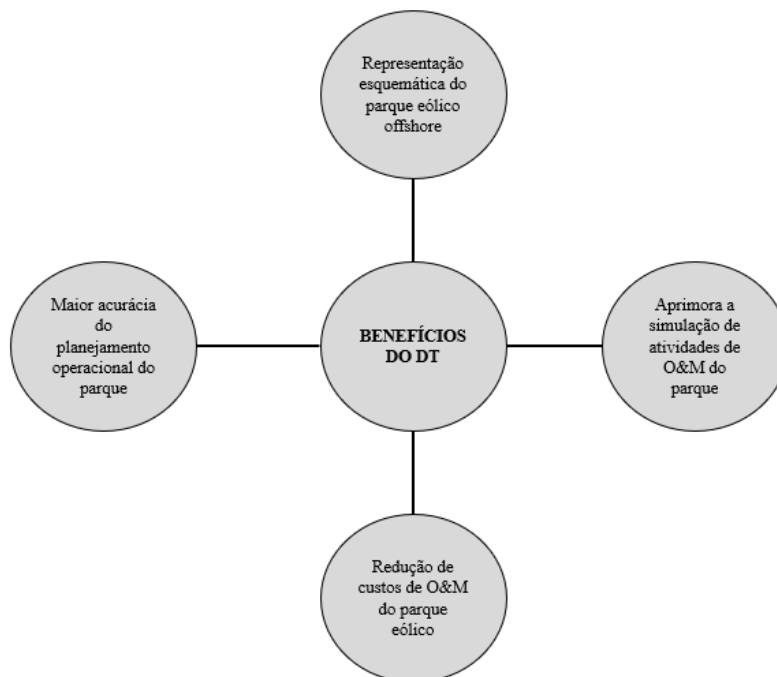 Representação
esquemática do
parque eólico
offshore
Maior acurácia
do
planejamento
operacional do
parque
BENEFÍCIOS
DO DT
Aprimora a
simulação de
atividades de
O&M do
parque
Redução de
custos de O&M
do parque
eólico